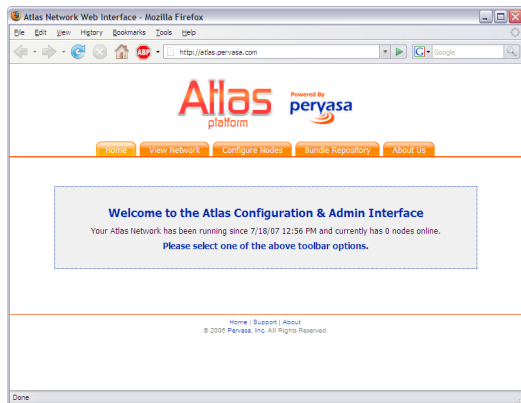 Atlas Network Web Interface - Mozilla Firefox
File Edit View History Bookmarks Tools Help
ABP http://atlas.pervasa.com G Google
Atlas platform
Powered By pervasa
Home View Network Configure Nodes Bundle Repository About Us
Welcome to the Atlas Configuration & Admin Interface
Your Atlas Network has been running since 7/18/07 12:56 PM and currently has 0 nodes online.
Please select one of the above toolbar options.
Home | Support | About
© 2006 Pervasa, Inc. All Rights Reserved.
Done